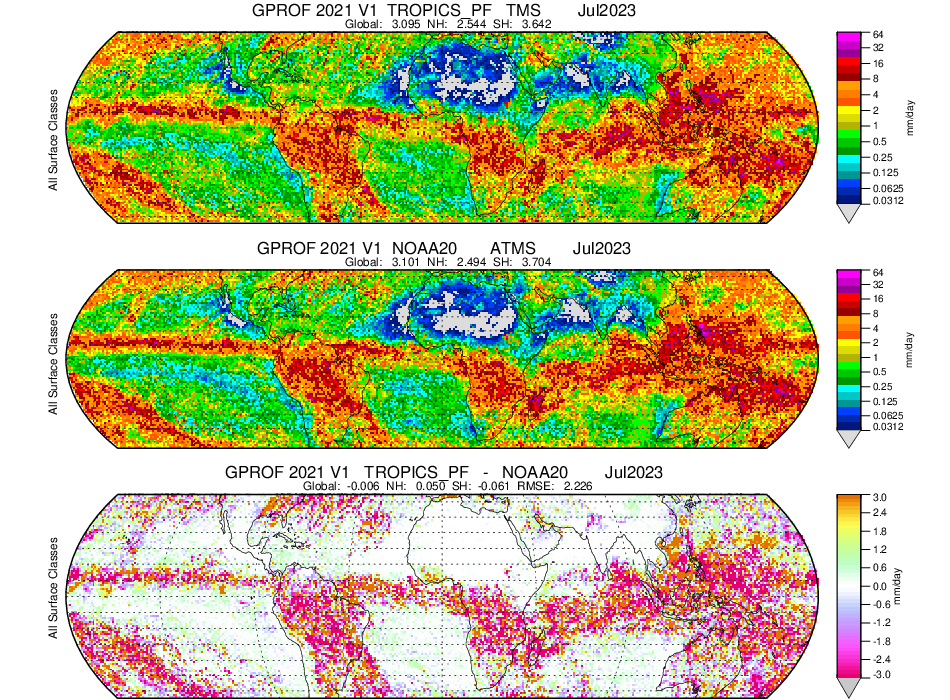 GPROF 2021 V1 TROPICS_PF TMS Jul2023
Global: 3.095 NH: 2.544 SH: 3.642
All Surface Classes
64
32
16
8
4
2
1
0.5
0.25
0.125
0.0625
0.0312
mm/day
GPROF 2021 V1 NOAA20 ATMS Jul2023
Global: 3.101 NH: 2.494 SH: 3.704
All Surface Classes
64
32
16
8
4
2
1
0.5
0.25
0.125
0.0625
0.0312
mm/day
GPROF 2021 V1 TROPICS_PF - NOAA20 Jul2023
Global: -0.006 NH: 0.050 SH: -0.061 RMSE: 2.226
All Surface Classes
3.0
2.4
1.8
1.2
0.6
0.0
-0.6
-1.2
-1.8
-2.4
-3.0
mm/day